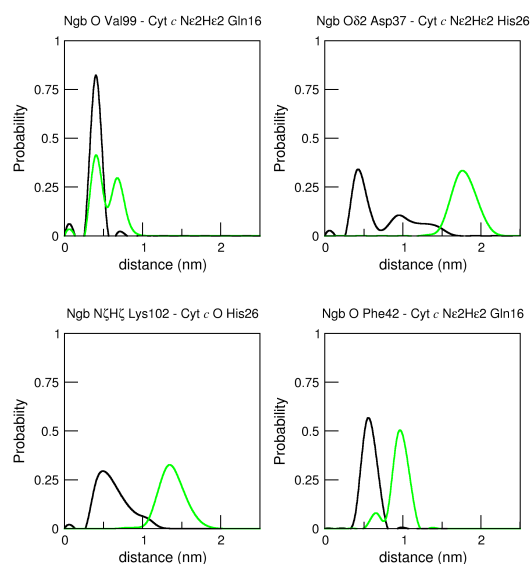 Ngb O Val99 - Cyt c Nε2Hε2 Gln16
Ngb Oδ2 Asp37 - Cyt c Nε2Hε2 His26
1
0.75
0.5
0.25
0
Probability
0
1
2
distance (nm)
1
0.75
0.5
0.25
0
Probability
0
1
2
distance (nm)
Ngb NζHζ Lys102 - Cyt c O His26
Ngb O Phe42 - Cyt c Nε2Hε2 Gln16
1
0.75
0.5
0.25
0
Probability
0
1
2
distance (nm)
1
0.75
0.5
0.25
0
Probability
0
1
2
distance (nm)